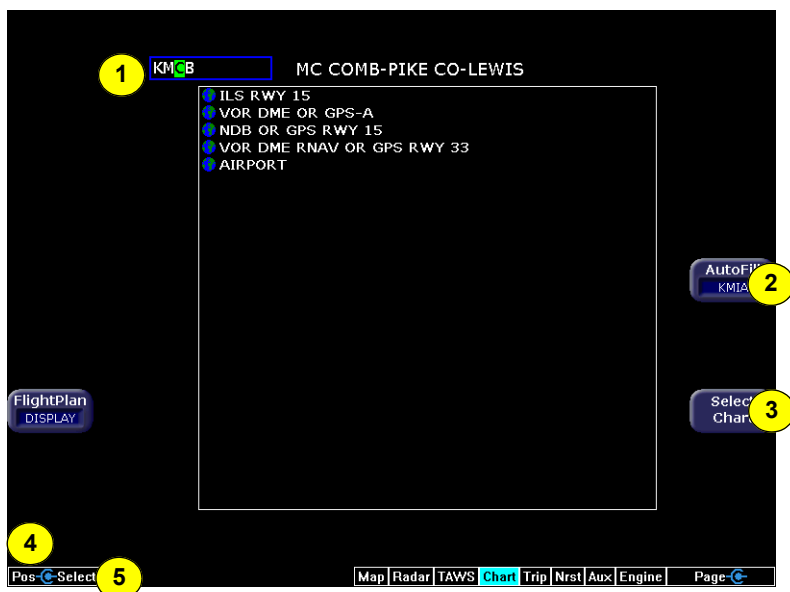 1
KMCB
MC COMB-PIKE CO-LEWIS
ILS RWY 15
VOR DME OR GPS-A
NDB OR GPS RWY 15
VOR DME RNAV OR GPS RWY 33
AIRPORT
AutoFill
KMIA
2
FlightPlan
DISPLAY
Select
Chart
3
4
Pos Select
5
Map Radar TAWS Chart Trip Nrst Aux Engine
Page